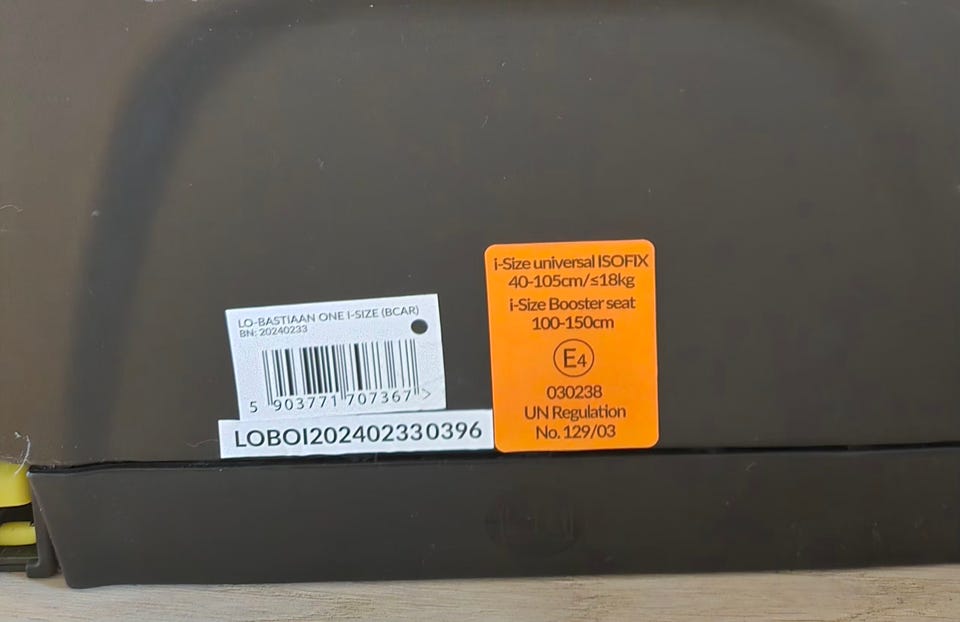 LO-BASTIAAN ONE I-SIZE (BCAR)
BN: 20240233
5 903771 707367 >
LOBOI202402330396
i-Size universal ISOFIX
40-105cm/≤18kg
i-Size Booster seat
100-150cm
E4
030238
UN Regulation
No. 129/03